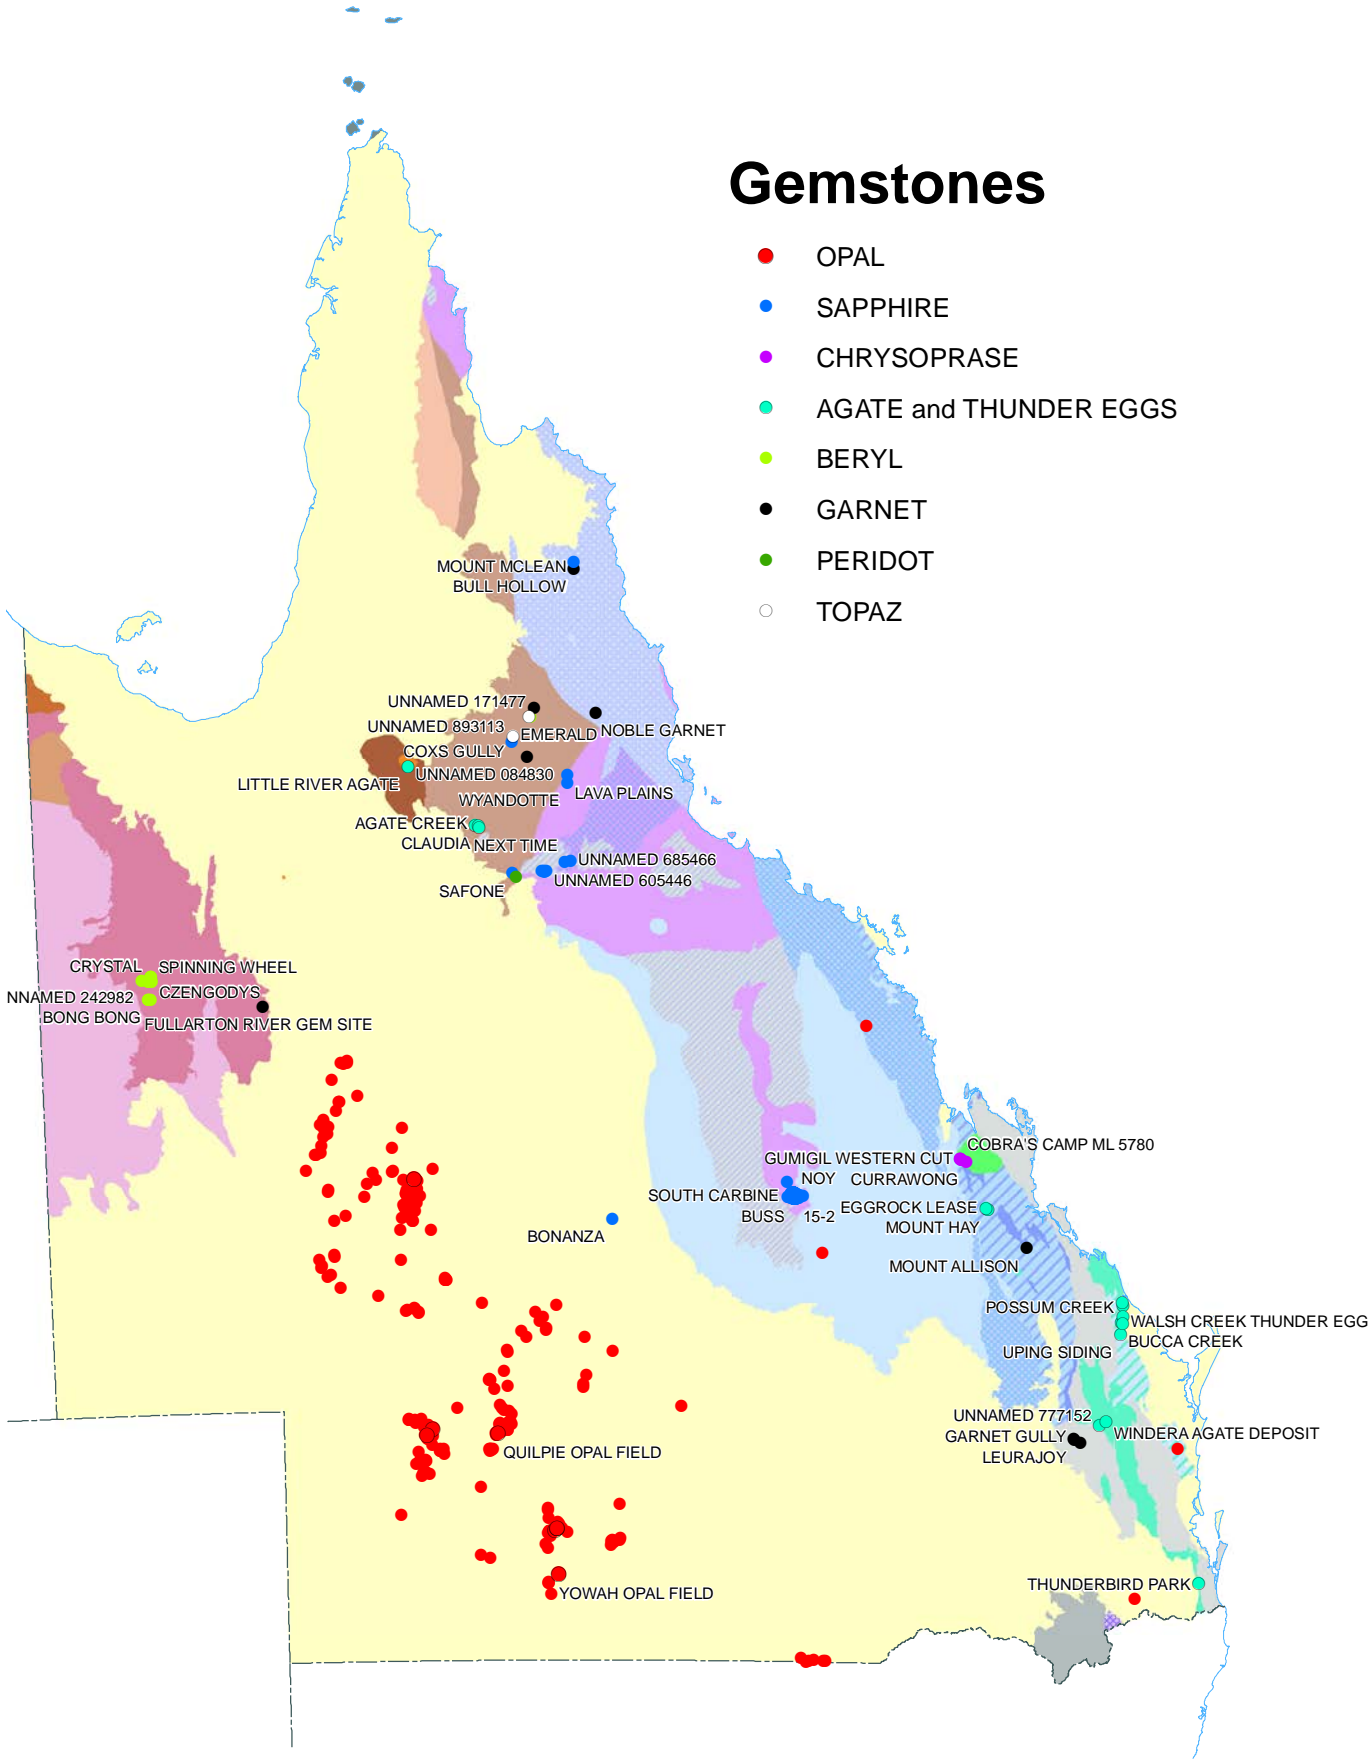 Gemstones
OPAL
SAPPHIRE
CHRYSOPRASE
AGATE and THUNDER EGGS
BERYL
GARNET
PERIDOT
TOPAZ
MOUNT MCLEAN
BULL HOLLOW
UNNAMED 171477
UNNAMED 893113
EMERALD
NOBLE GARNET
COXS GULLY
UNNAMED 084830
LITTLE RIVER AGATE
WYANDOTTE
LAVA PLAINS
AGATE CREEK
CLAUDIA
NEXT TIME
UNNAMED 685466
UNNAMED 605446
SAFONE
CRYSTAL
SPINNING WHEEL
CZENGODYS
NNAMED 242982
BONG BONG
FULLARTON RIVER GEM SITE
COBRA'S CAMP ML 5780
GUMIGIL WESTERN CUT
CURRAWONG
NOY
SOUTH CARBINE
BUSS
15-2
EGGROCK LEASE
MOUNT HAY
BONANZA
MOUNT ALLISON
POSSUM CREEK
WALSH CREEK THUNDER EGG
BUCCA CREEK
UPING SIDING
UNNAMED 777152
WINDERA AGATE DEPOSIT
GARNET GULLY
LEURAJOY
QUILPIE OPAL FIELD
THUNDERBIRD PARK
YOWAH OPAL FIELD